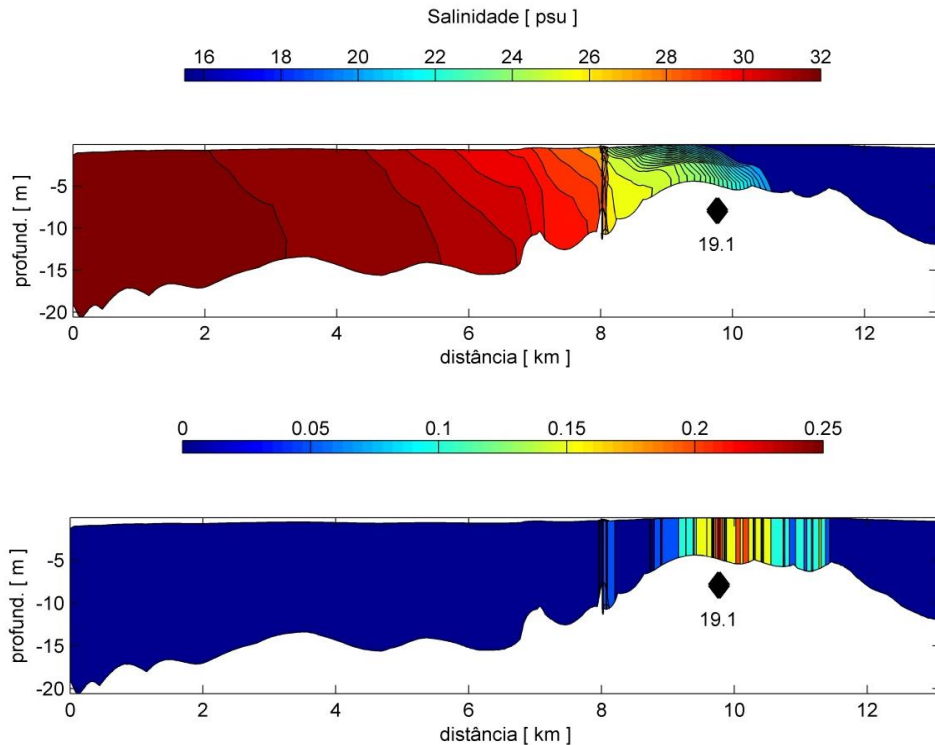 Salinidade [ psu ]
16 18 20 22 24 26 28 30 32
profund. [ m ]
-5
-10
-15
-20
19.1
0 2 4 6 8 10 12
distância [ km ]
0 0.05 0.1 0.15 0.2 0.25
profund. [ m ]
-5
-10
-15
-20
19.1
0 2 4 6 8 10 12
distância [ km ]